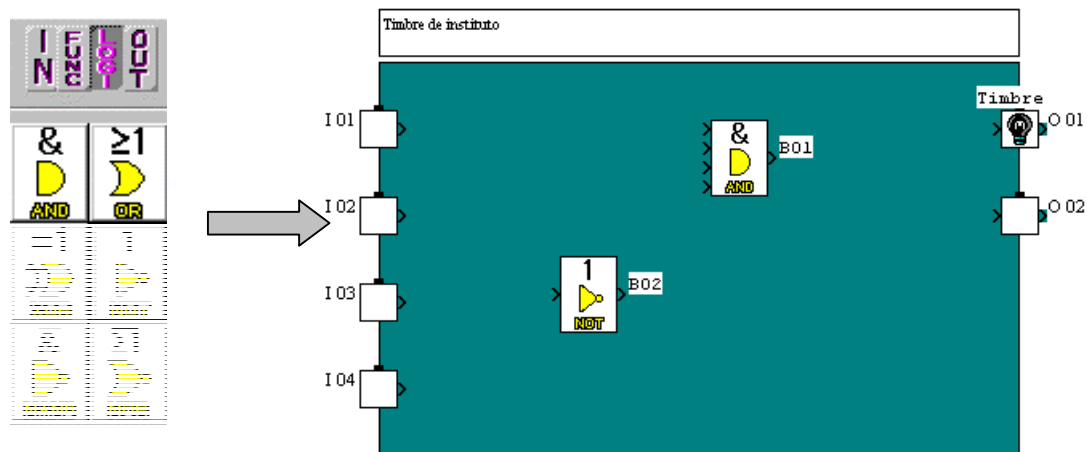 Timbre de instituto
IN
FUNC
LOGI
OUT
&
AND
≥1
OR
I 01
I 02
I 03
I 04
&
AND
B01
1
NOT
B02
Timbre
O 01
O 02